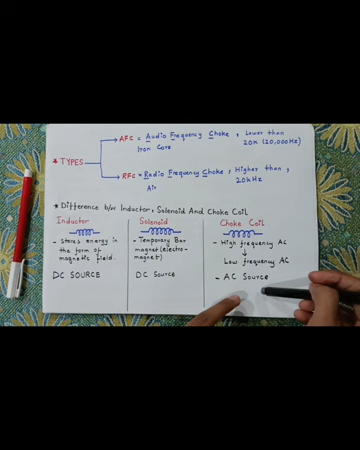 AFC = Audio Frequency Choke, Lower than
Iron Core 20K (20,000Hz)
* TYPES
RFC = Radio Frequency Choke, Higher than,
Air 20kHz
* Difference b/w Inductor, Solenoid And Choke Coil
Inductor
- stores energy in
the form of
magnetic field.
DC SOURCE
Solenoid
- Temporary Bar
magnet (electro-
magnet)
DC Source
Choke Coil
- High frequency AC
↓
Low frequency AC
- AC Source